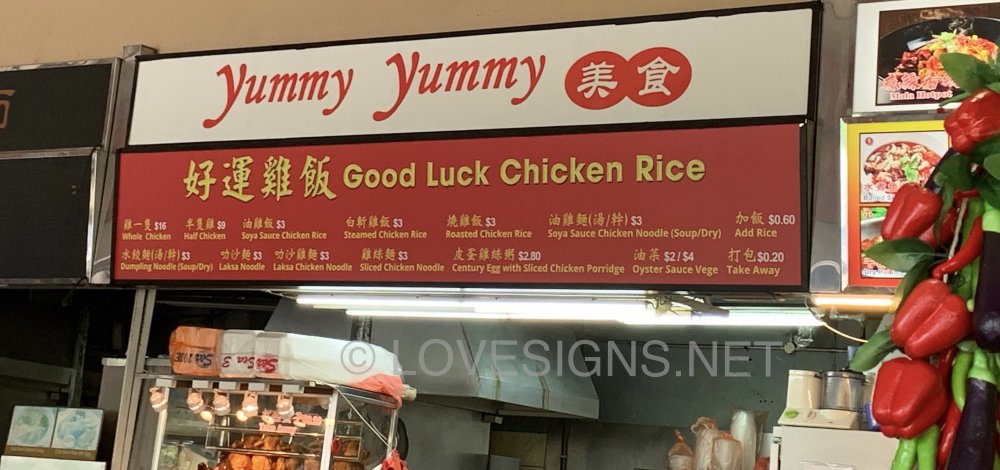 Yummy Yummy 美食
好運雞飯 Good Luck Chicken Rice
雞一隻 $16 半隻雞 $9 油雞飯 $3 白斬雞飯 $3 燒雞飯 $3 油雞麵(湯/幹) $3 加飯 $0.60
Whole Chicken Half Chicken Soya Sauce Chicken Rice Steamed Chicken Rice Roasted Chicken Rice Soya Sauce Chicken Noodle (Soup/Dry) Add Rice
水餃麵(湯/幹) $3 叻沙麵 $3 叻沙雞麵 $3 雞絲麵 $3 皮蛋雞絲粥 $2.80 油菜 $2 / $4 打包 $0.20
Dumpling Noodle (Soup/Dry) Laksa Noodle Laksa Chicken Noodle Sliced Chicken Noodle Century Egg with Sliced Chicken Porridge Oyster Sauce Vege Take Away
Mala Hotpot
水煮鱼
© LOVESIGNS.NET